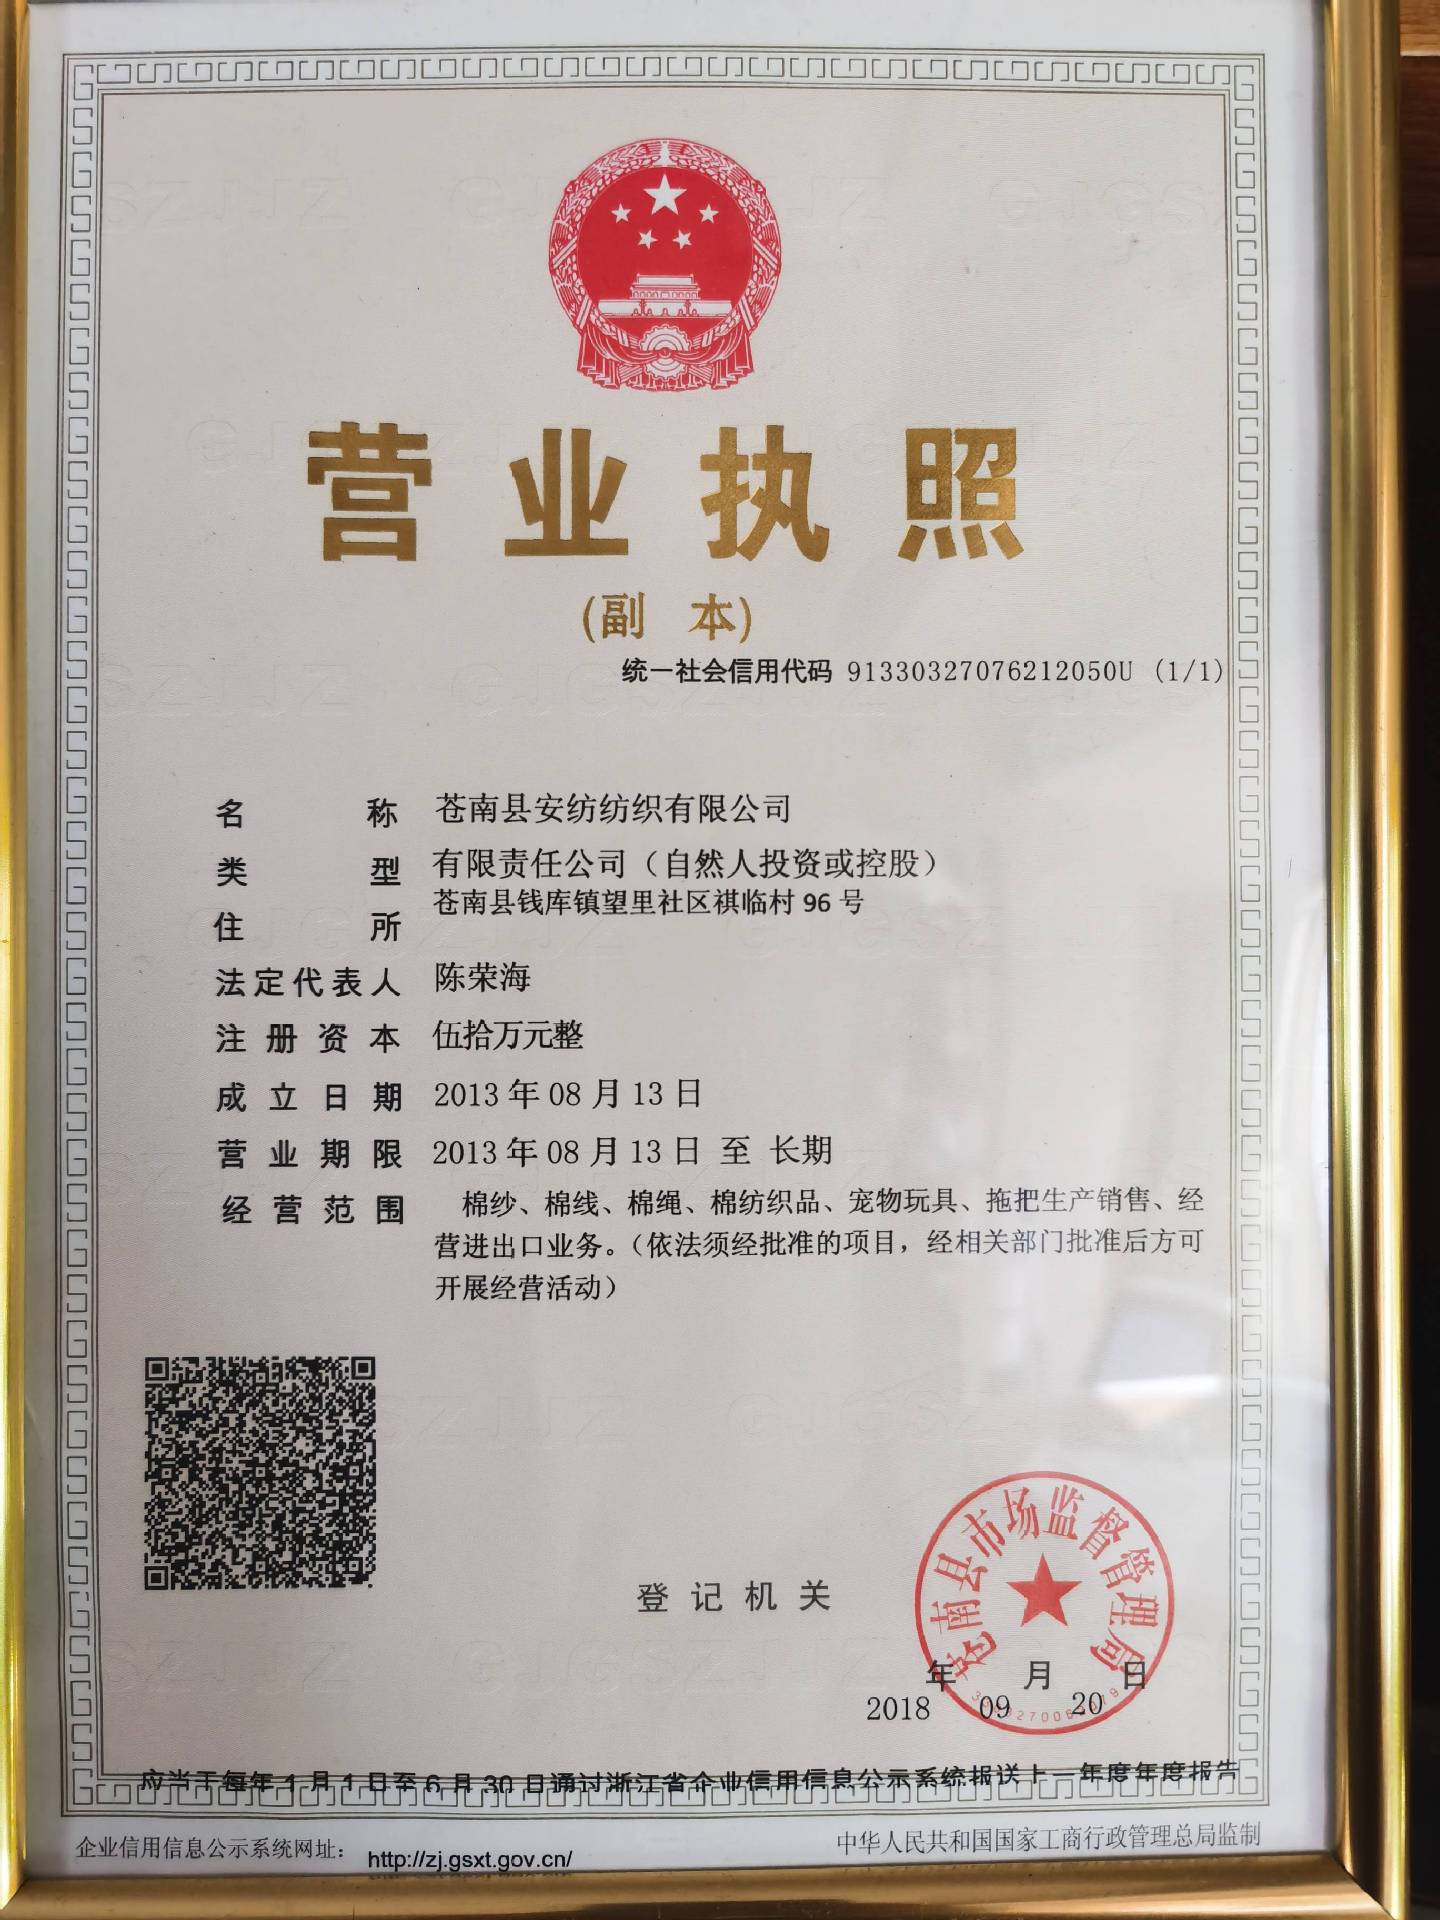 营业执照
(副 本)
统一社会信用代码 91330327076212050U (1/1)
名 称 苍南县安纺纺织有限公司
类 型 有限责任公司（自然人投资或控股）
住 所 苍南县钱库镇望里社区祺临村 96 号
法定代表人 陈荣海
注册资本 伍拾万元整
成立日期 2013 年 08 月 13 日
营业期限 2013 年 08 月 13 日 至 长期
经营范围 棉纱、棉线、棉绳、棉纺织品、宠物玩具、拖把生产销售、经
营进出口业务。（依法须经批准的项目，经相关部门批准后方可
开展经营活动）
苍南县市场监督管理局
登记机关
年 月 日
2018 09 20
应当于每年 1 月 1 日至 6 月 30 日通过浙江省企业信用信息公示系统报送上一年度年度报告
企业信用信息公示系统网址： http://zj.gsxt.gov.cn/
中华人民共和国国家工商行政管理总局监制